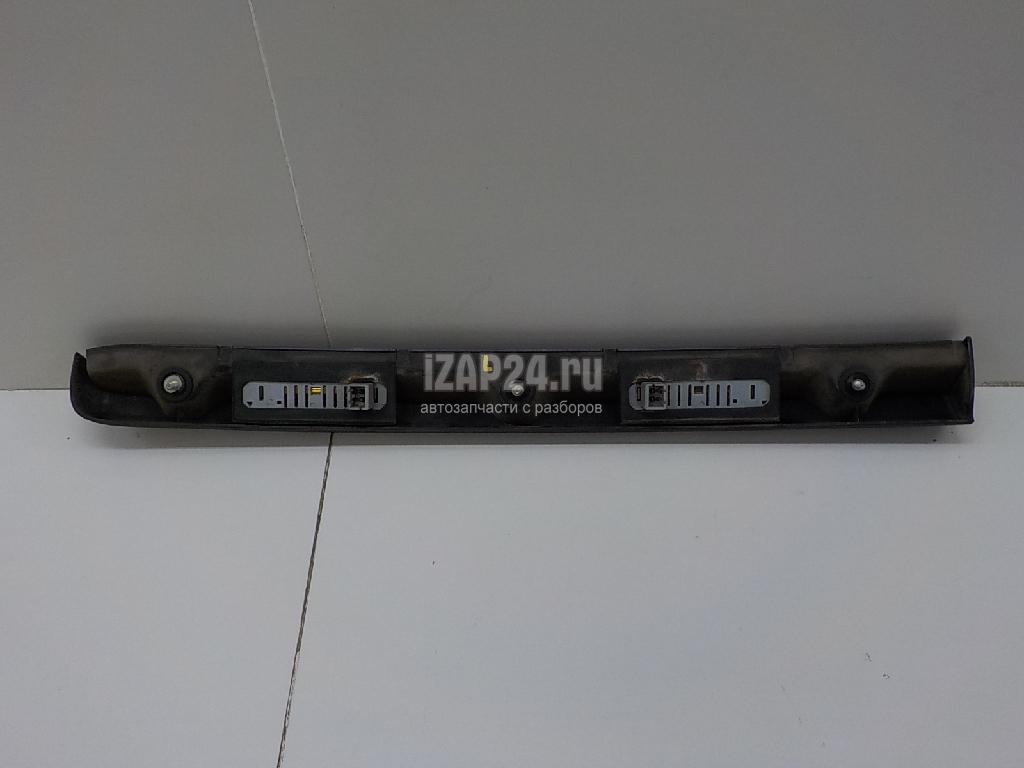 L
iZAP24.ru
автозапчасти с разборов